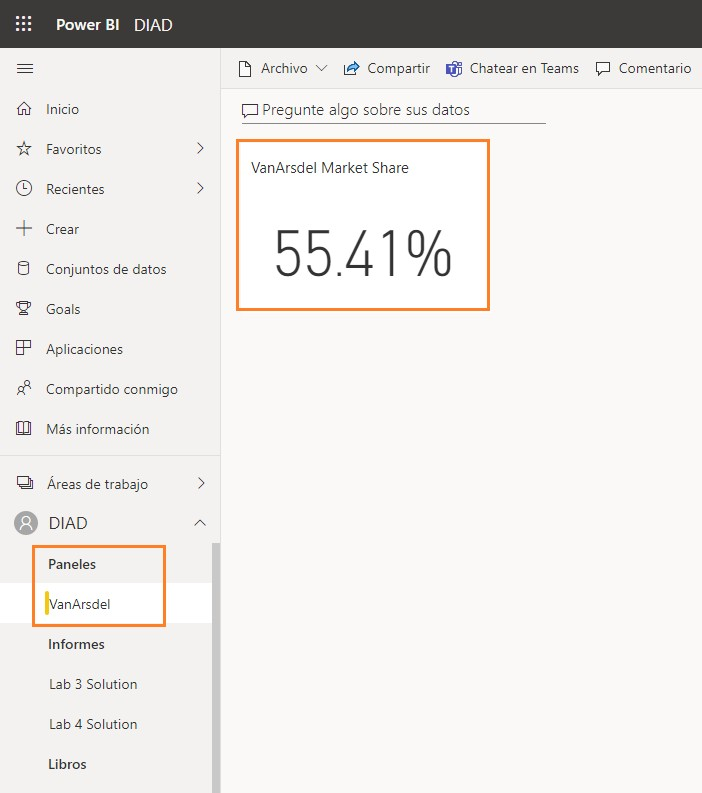 Power BI DIAD
Archivo Compartir Chatear en Teams Comentario
Inicio
Favoritos
Recientes
Crear
Conjuntos de datos
Goals
Aplicaciones
Compartido conmigo
Más información
Áreas de trabajo
DIAD
Paneles
VanArsdel
Informes
Lab 3 Solution
Lab 4 Solution
Libros
Pregunte algo sobre sus datos
VanArsdel Market Share
55.41%